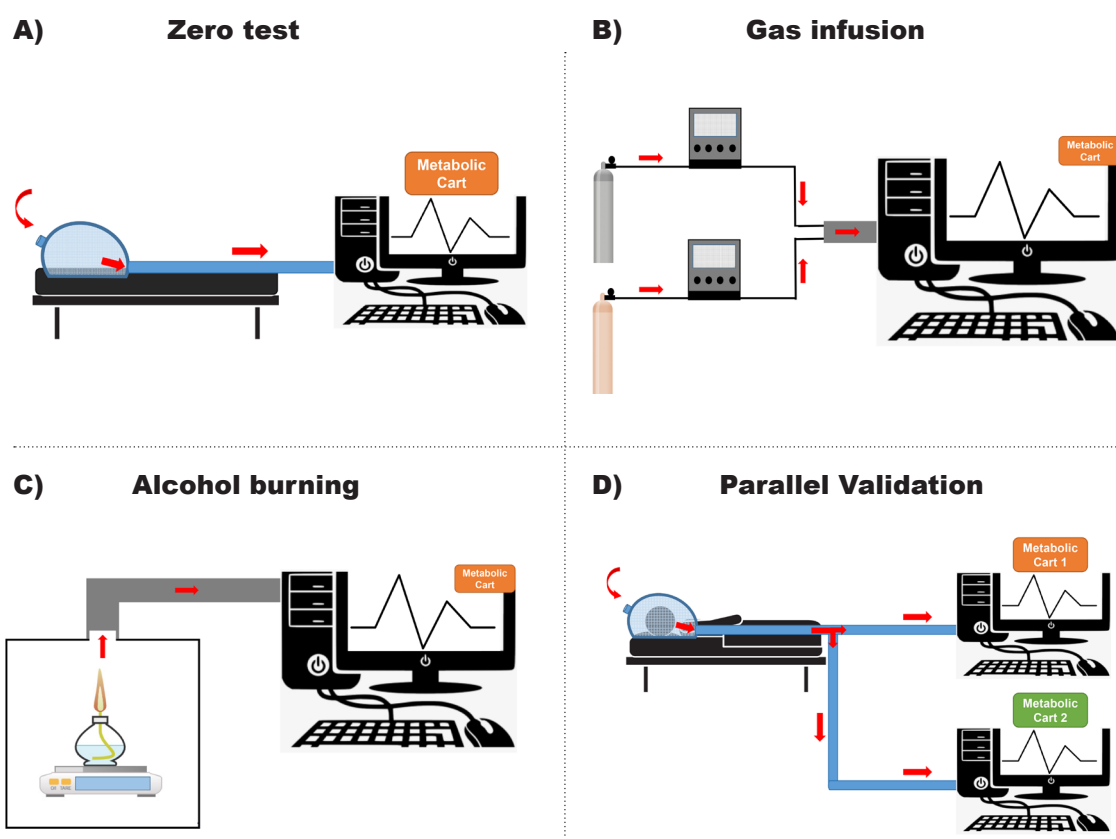 A) Zero test
Metabolic
Cart
B) Gas infusion
Metabolic
Cart
C) Alcohol burning
Metabolic
Cart
D) Parallel Validation
Metabolic
Cart 1
Metabolic
Cart 2